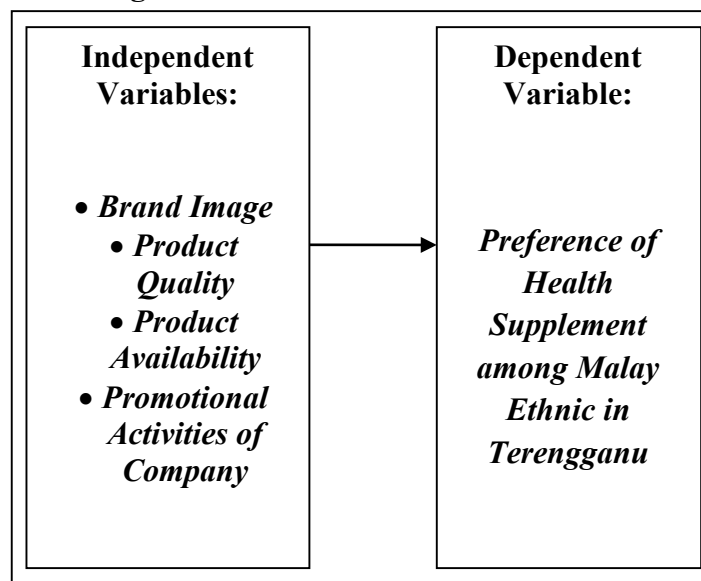 Independent
Variables:
• Brand Image
• Product
Quality
• Product
Availability
• Promotional
Activities of
Company
Dependent
Variable:
Preference of
Health
Supplement
among Malay
Ethnic in
Terengganu